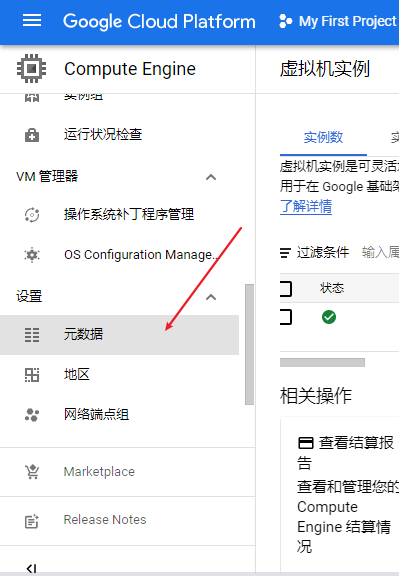 Google Cloud Platform
My First Project
Compute Engine
实例组
运行状况检查
VM 管理器
操作系统补丁程序管理
OS Configuration Manage...
设置
元数据
地区
网络端点组
Marketplace
Release Notes
虚拟机实例
实例数
虚拟机实例是可灵活
用于在 Google 基础架
了解详情
过滤条件 输入属
状态
相关操作
查看结算报
告
查看和管理您的
Compute
Engine 结算情
况